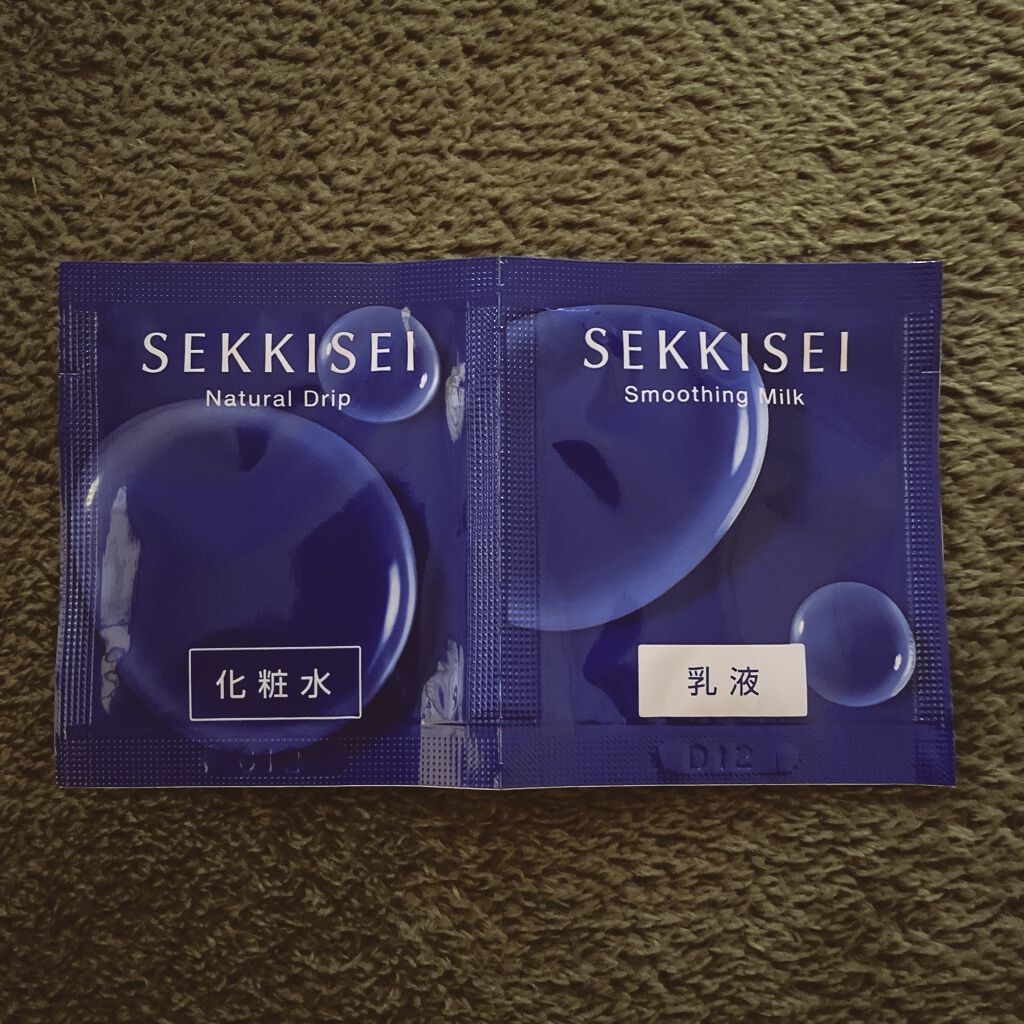 SEKKISEI
Natural Drip
化粧水
SEKKISEI
Smoothing Milk
乳液
D12